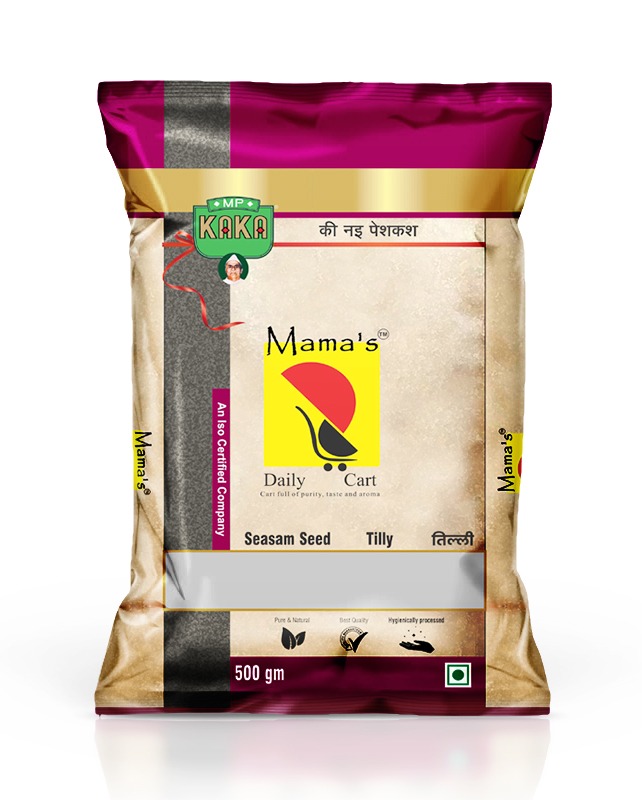 MP
KAKA
की नइ पेशकश
Mama's™
Daily Cart
Cart full of purity, taste and aroma
An Iso Certified Company
Mama's®
Mama's®
Seasam Seed Tilly तिल्ली
Pure & Natural Best Quality Hygienically processed
500 gm